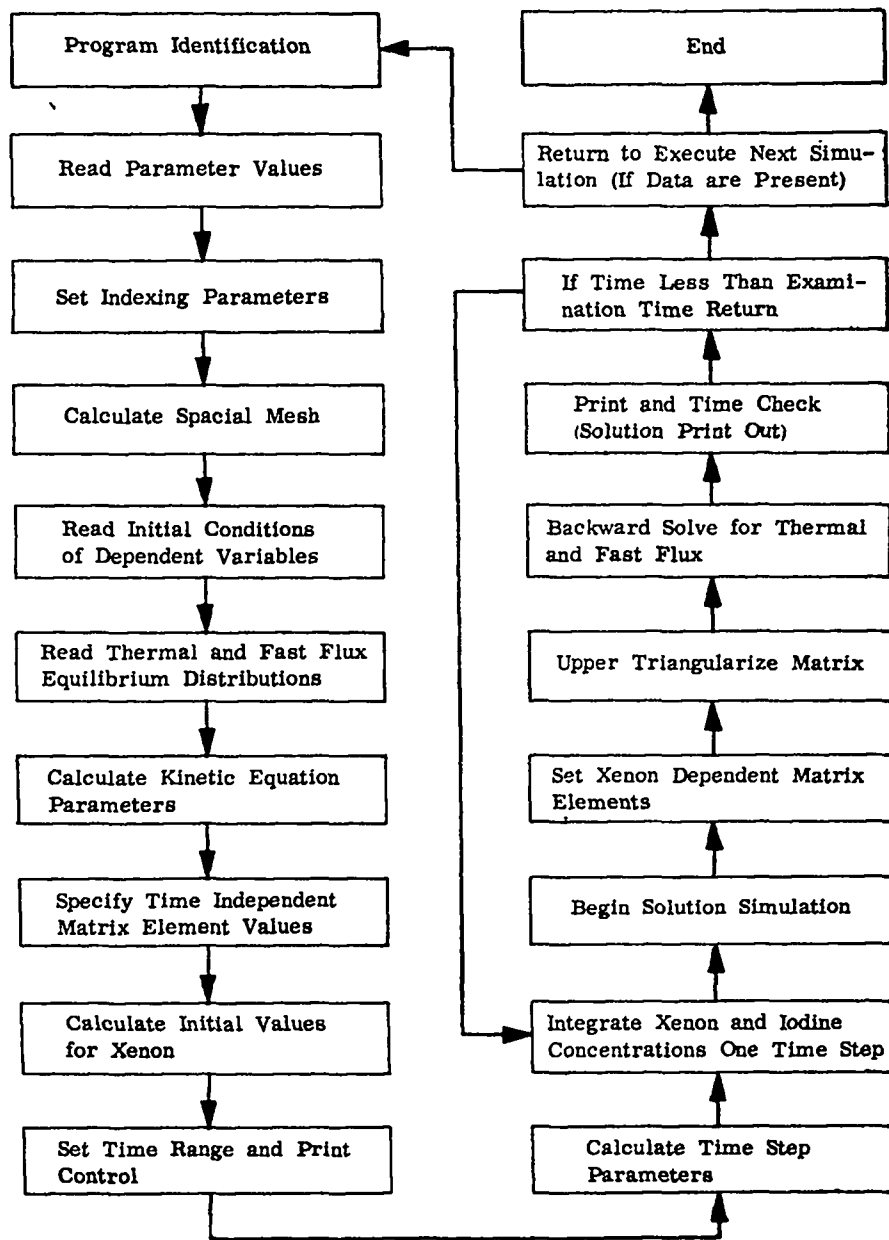 Program Identification
Read Parameter Values
Set Indexing Parameters
Calculate Spacial Mesh
Read Initial Conditions
of Dependent Variables
Read Thermal and Fast Flux
Equilibrium Distributions
Calculate Kinetic Equation
Parameters
Specify Time Independent
Matrix Element Values
Calculate Initial Values
for Xenon
Set Time Range and Print
Control
End
Return to Execute Next Simu-
lation (If Data are Present)
If Time Less Than Exami-
nation Time Return
Print and Time Check
(Solution Print Out)
Backward Solve for Thermal
and Fast Flux
Upper Triangularize Matrix
Set Xenon Dependent Matrix
Elements
Begin Solution Simulation
Integrate Xenon and Iodine
Concentrations One Time Step
Calculate Time Step
Parameters